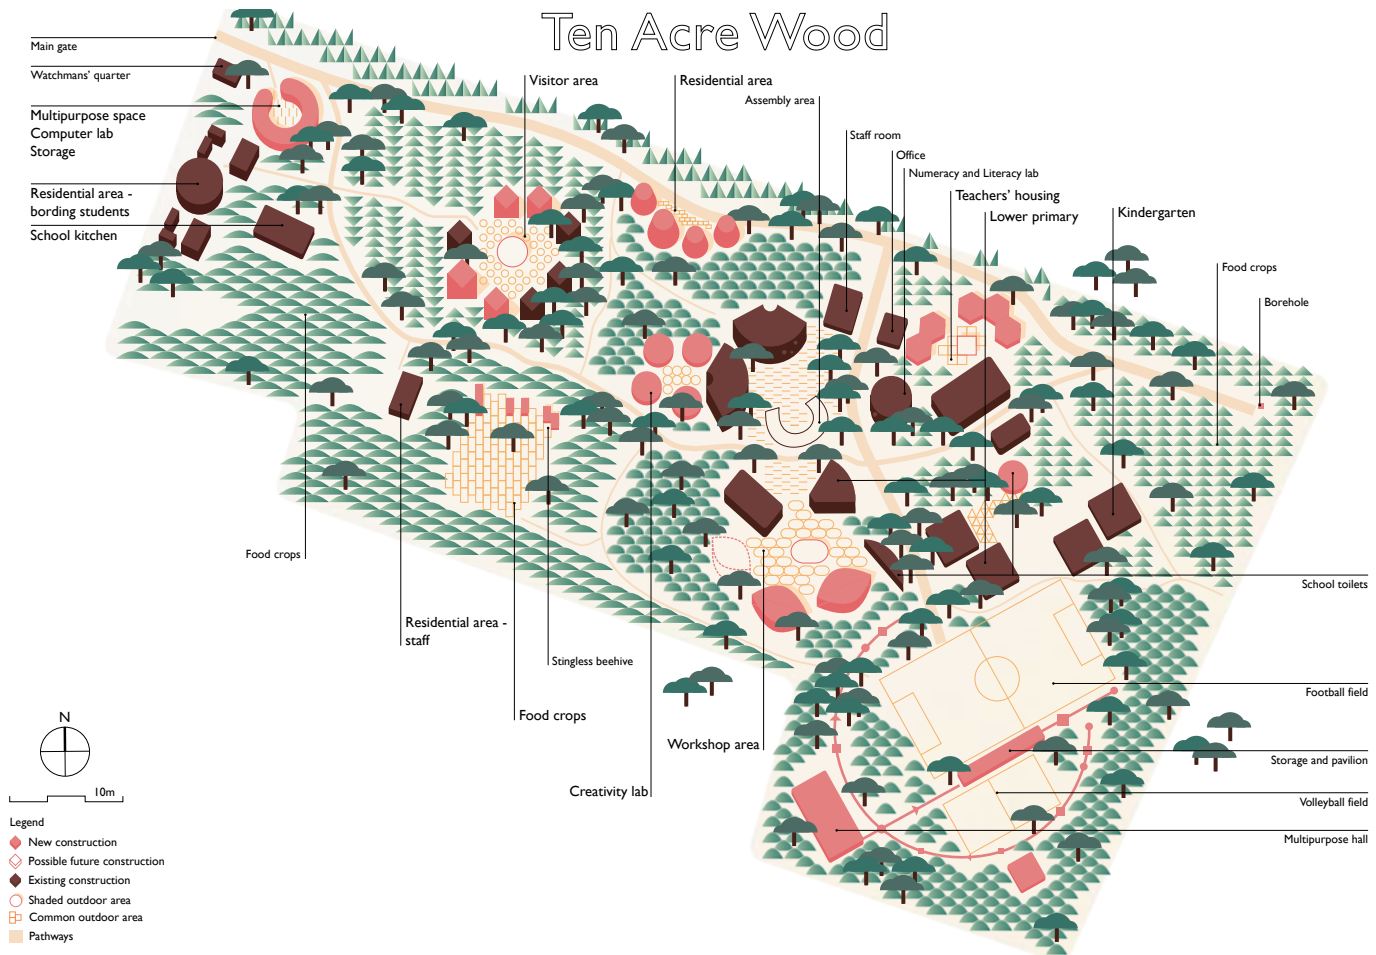 Ten Acre Wood
Main gate
Watchmans' quarter
Multipurpose space
Computer lab
Storage
Residential area -
bording students
School kitchen
Visitor area
Residential area
Assembly area
Staff room
Office
Numeracy and Literacy lab
Teachers' housing
Lower primary
Kindergarten
Food crops
Borehole
Food crops
Residential area -
staff
Stingless beehive
Food crops
Workshop area
Creativity lab
School toilets
Football field
Storage and pavilion
Volleyball field
Multipurpose hall
N
10m
Legend
New construction
Possible future construction
Existing construction
Shaded outdoor area
Common outdoor area
Pathways